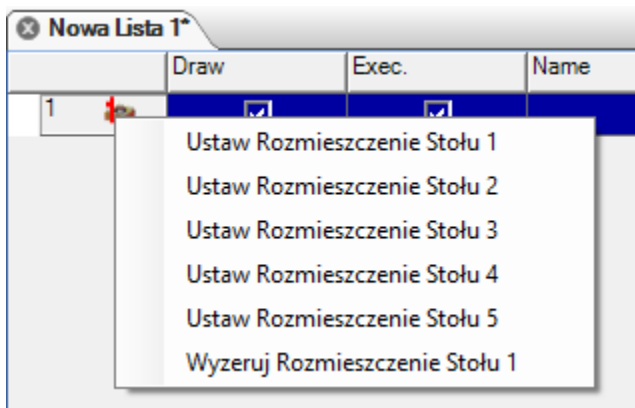 Nowa Lista 1*
Draw Exec. Name
1
Ustaw Rozmieszczenie Stołu 1
Ustaw Rozmieszczenie Stołu 2
Ustaw Rozmieszczenie Stołu 3
Ustaw Rozmieszczenie Stołu 4
Ustaw Rozmieszczenie Stołu 5
Wyzeruj Rozmieszczenie Stołu 1